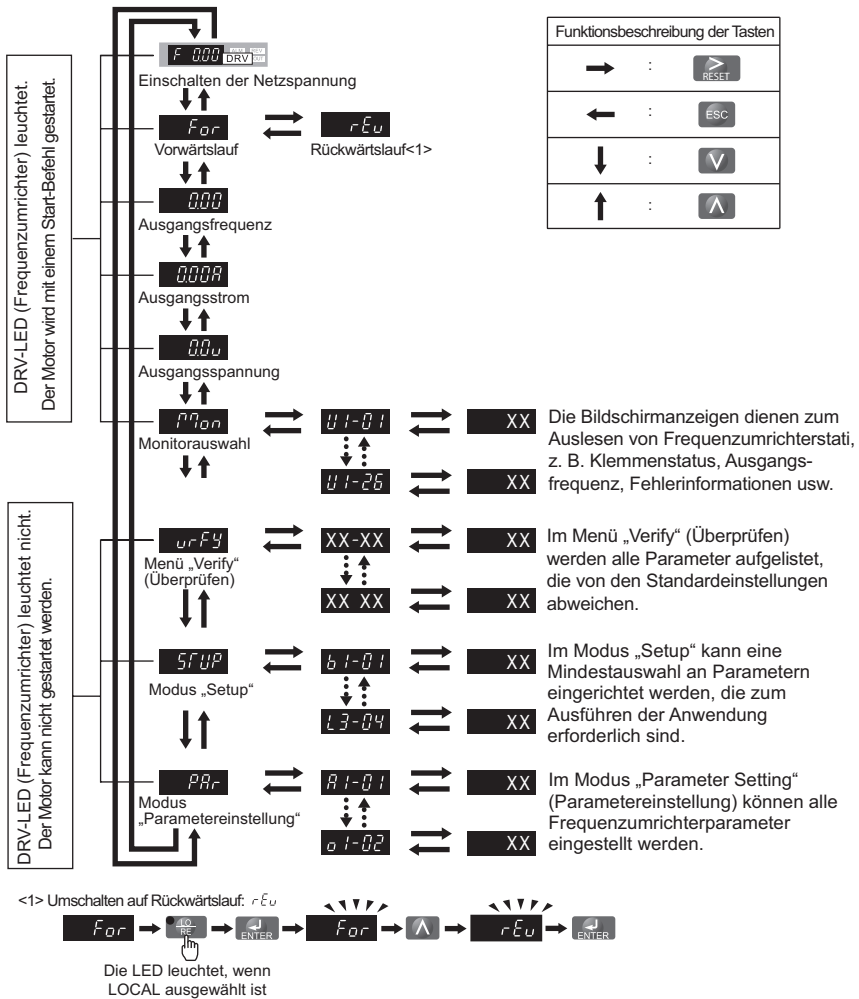 F 0.00
DRV
Einschalten der Netzspannung
For
Vorwärtslauf
rEv
Rückwärtslauf<1>
0.00
Ausgangsfrequenz
0.00A
Ausgangsstrom
0.0v
Ausgangsspannung
Mon
Monitorauswahl
U1-01
XX
U1-26
XX
Die Bildschirmanzeigen dienen zum
Auslesen von Frequenzumrichterstati,
z. B. Klemmenstatus, Ausgangs-
frequenz, Fehlerinformationen usw.
DRV-LED (Frequenzumrichter) leuchtet.
Der Motor wird mit einem Start-Befehl gestartet.
Funktionsbeschreibung der Tasten
→ : > RESET
← : ESC
↓ : V
↑ : Λ
DRV-LED (Frequenzumrichter) leuchtet nicht.
Der Motor kann nicht gestartet werden.
vrFY
Menü „Verify“
(Überprüfen)
XX-XX
XX
XX XX
XX
Im Menü „Verify“ (Überprüfen)
werden alle Parameter aufgelistet,
die von den Standardeinstellungen
abweichen.
STUP
Modus „Setup“
b1-01
XX
L3-04
XX
Im Modus „Setup“ kann eine
Mindestauswahl an Parametern
eingerichtet werden, die zum
Ausführen der Anwendung
erforderlich sind.
PAr
Modus
„Parametereinstellung“
A1-01
XX
o1-02
XX
Im Modus „Parameter Setting“
(Parametereinstellung) können alle
Frequenzumrichterparameter
eingestellt werden.
<1> Umschalten auf Rückwärtslauf: rEv
For → LO RE → ENTER → For → Λ → rEv → ENTER
Die LED leuchtet, wenn
LOCAL ausgewählt ist